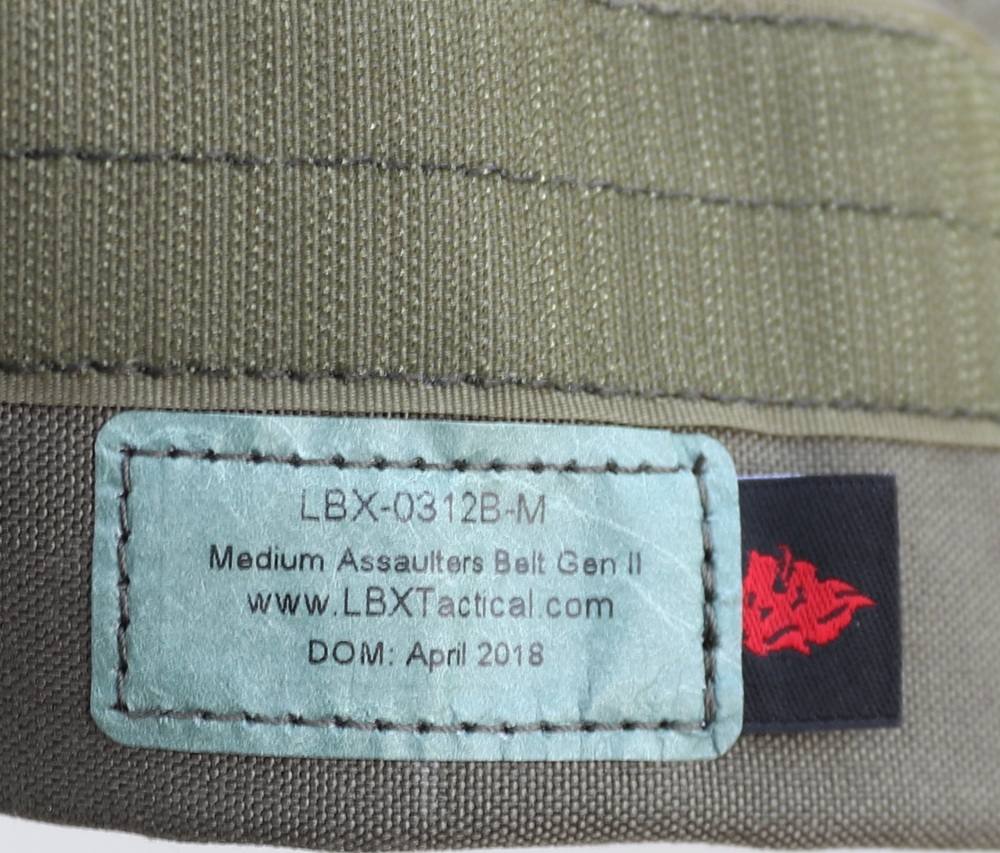 LBX-0312B-M
Medium Assaulters Belt Gen II
www.LBXTactical.com
DOM: April 2018